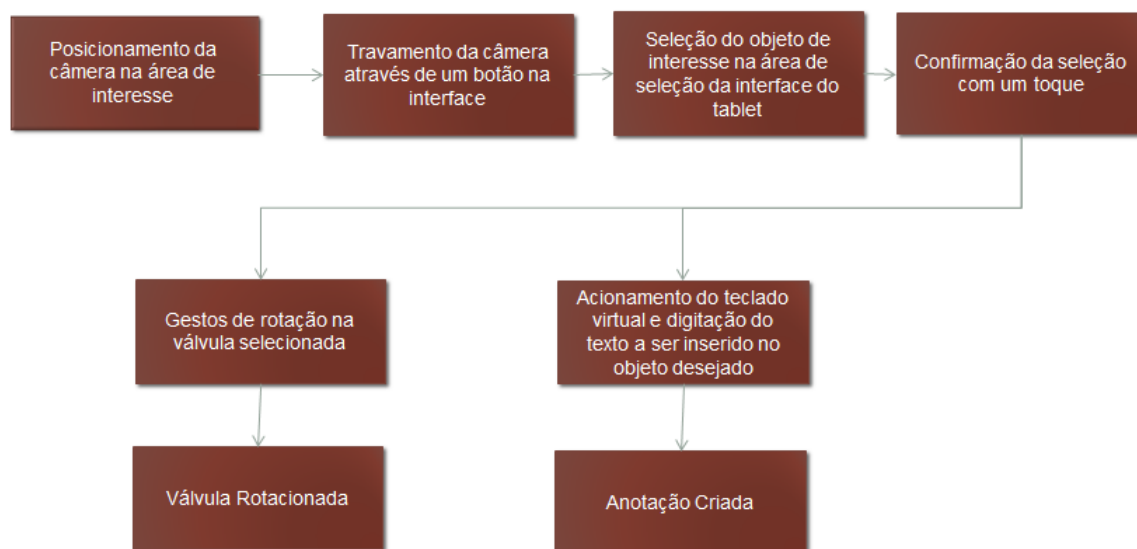 Posicionamento da
câmera na área de
interesse
Travamento da câmera
através de um botão na
interface
Seleção do objeto de
interesse na área de
seleção da interface do
tablet
Confirmação da seleção
com um toque
Gestos de rotação na
válvula selecionada
Acionamento do teclado
virtual e digitação do
texto a ser inserido no
objeto desejado
Válvula Rotacionada
Anotação Criada